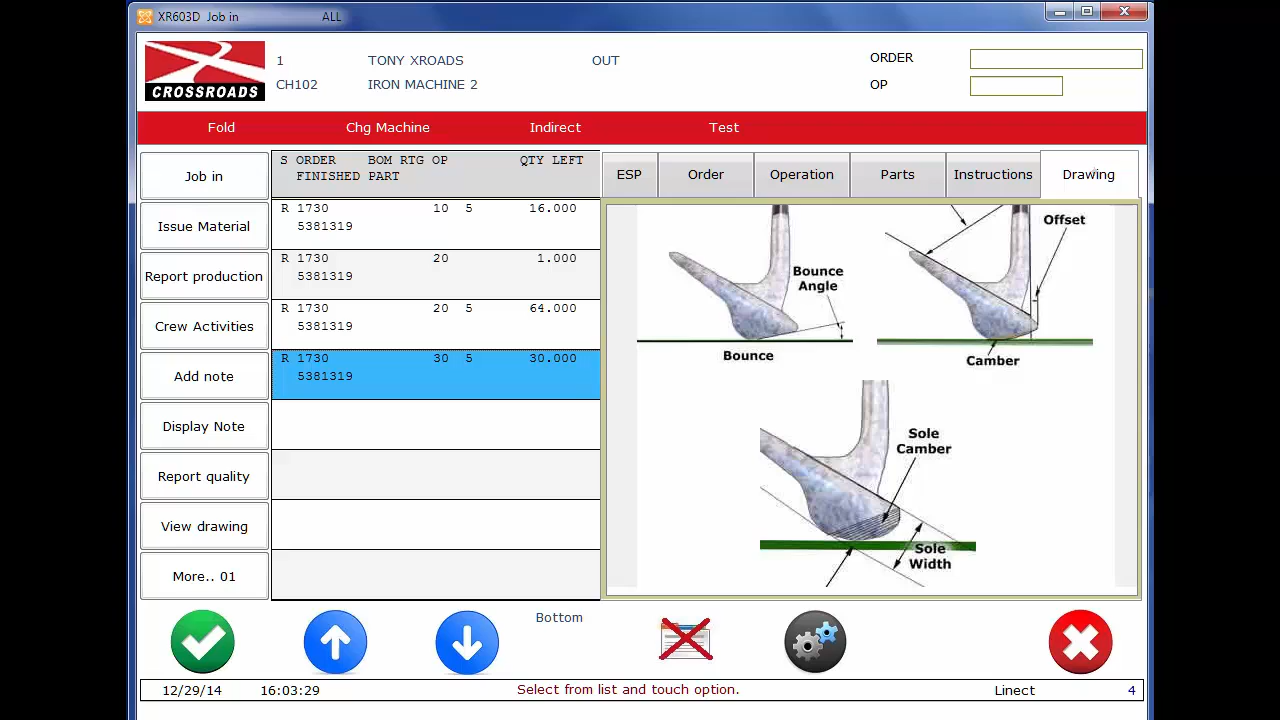 XR603D Job in ALL
1 TONY XROADS OUT ORDER
CH102 IRON MACHINE 2 OP
CROSSROADS
Fold Chg Machine Indirect Test
Job in
Issue Material
Report production
Crew Activities
Add note
Display Note
Report quality
View drawing
More.. 01
S ORDER BOM RTG OP QTY LEFT
FINISHED PART
R 1730 10 5 16.000
5381319
R 1730 20 1.000
5381319
R 1730 20 5 64.000
5381319
R 1730 30 5 30.000
5381319
ESP Order Operation Parts Instructions Drawing
Offset
Bounce
Angle
Bounce
Camber
Sole
Camber
Sole
Width
Bottom
12/29/14 16:03:29 Select from list and touch option. Linect 4